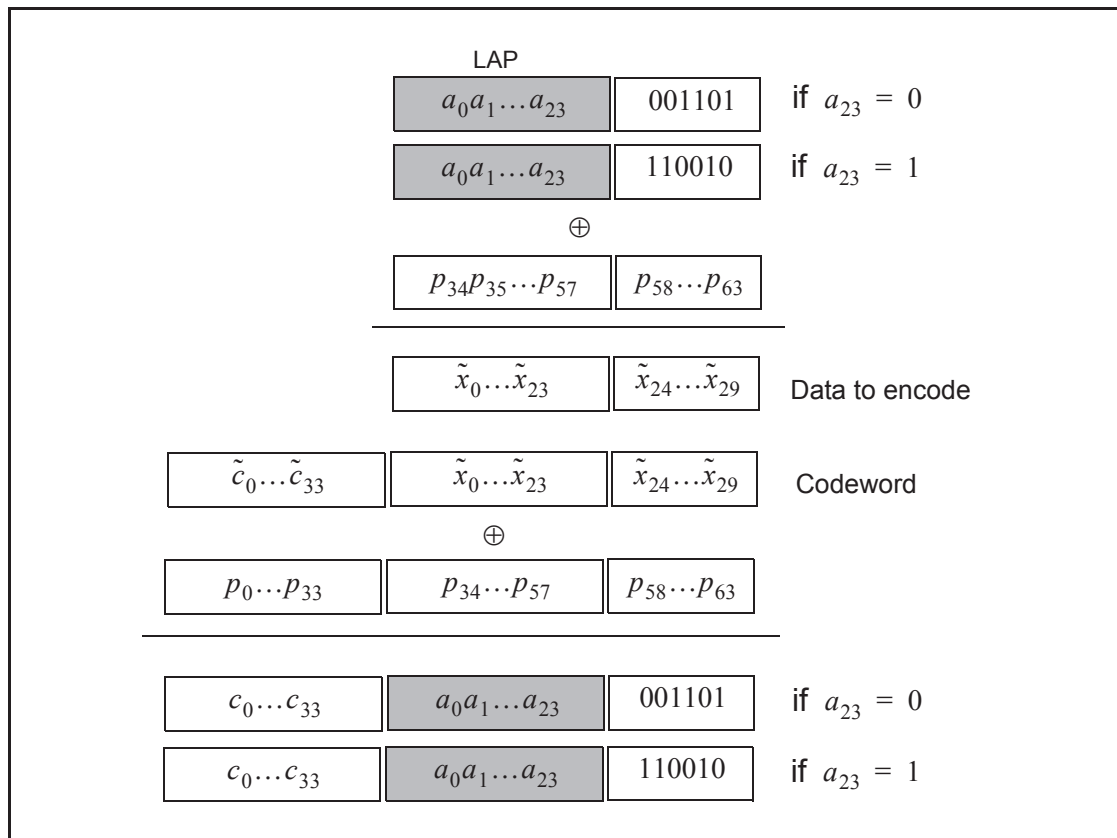 LAP
a₀a₁…a₂₃ 001101 if a₂₃ = 0
a₀a₁…a₂₃ 110010 if a₂₃ = 1
⊕
p₃₄p₃₅…p₅₇ p₅₈…p₆₃
x̃₀…x̃₂₃ x̃₂₄…x̃₂₉ Data to encode
c̃₀…c̃₃₃ x̃₀…x̃₂₃ x̃₂₄…x̃₂₉ Codeword
⊕
p₀…p₃₃ p₃₄…p₅₇ p₅₈…p₆₃
c₀…c₃₃ a₀a₁…a₂₃ 001101 if a₂₃ = 0
c₀…c₃₃ a₀a₁…a₂₃ 110010 if a₂₃ = 1